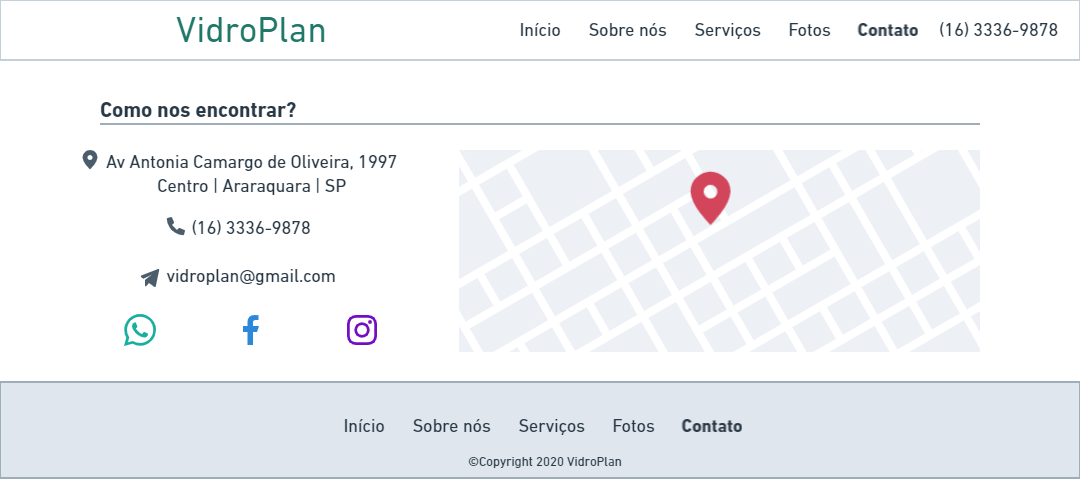 VidroPlan
Início Sobre nós Serviços Fotos Contato (16) 3336-9878
Como nos encontrar?
Av Antonia Camargo de Oliveira, 1997
Centro | Araraquara | SP
(16) 3336-9878
vidroplan@gmail.com
Início Sobre nós Serviços Fotos Contato
©Copyright 2020 VidroPlan